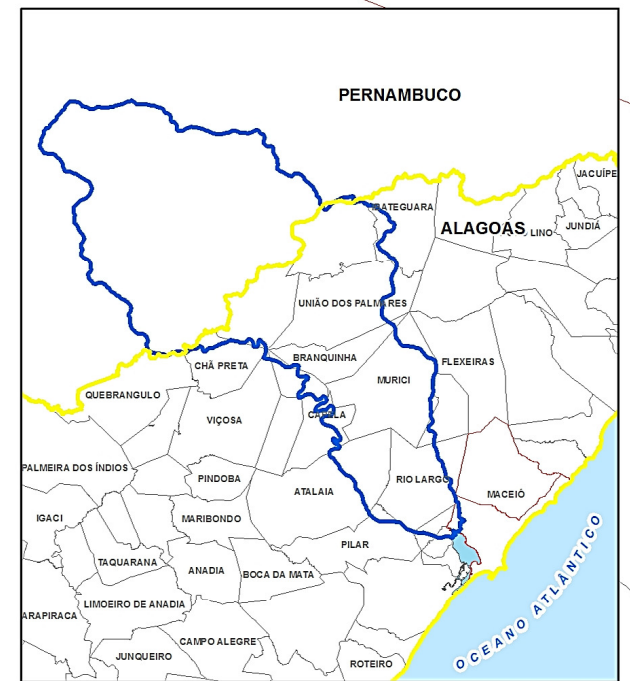 PERNAMBUCO
JACUÍPE
IBATEGUARA
ALAGOAS
LINO
JUNDIÁ
UNIÃO DOS PALMARES
CHÃ PRETA
BRANQUINHA
FLEXEIRAS
MURICI
QUEBRANGULO
VIÇOSA
CAPELA
PALMEIRA DOS ÍNDIOS
PINDOBA
ATALAIA
RIO LARGO
MACEIÓ
IGACI
MARIBONDO
PILAR
TAQUARANA
ANADIA
BOCA DA MATA
LIMOEIRO DE ANADIA
ARAPIRACA
CAMPO ALEGRE
JUNQUEIRO
ROTEIRO
OCEANO ATLÂNTICO